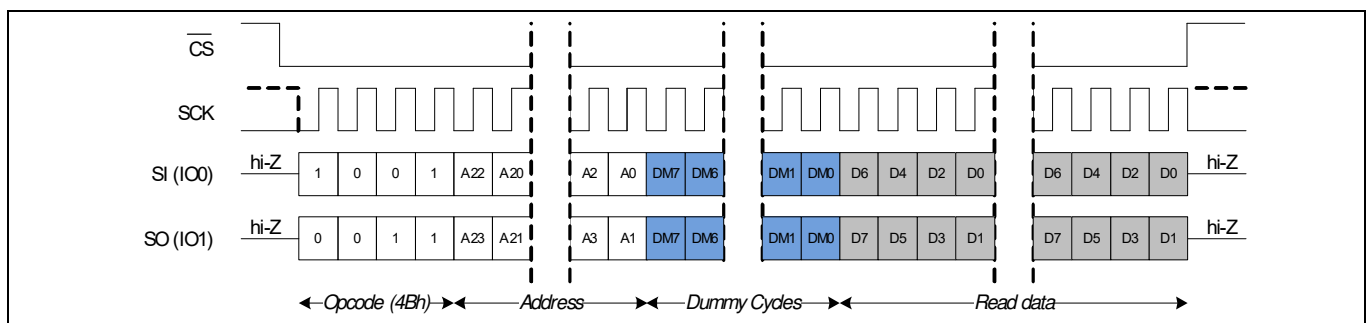 CS
SCK
SI (IO0) hi-Z 1 0 0 1 A22 A20 A2 A0 DM7 DM6 DM1 DM0 D6 D4 D2 D0 D6 D4 D2 D0 hi-Z
SO (IO1) hi-Z 0 0 1 1 A23 A21 A3 A1 DM7 DM6 DM1 DM0 D7 D5 D3 D1 D7 D5 D3 D1 hi-Z
Opcode (4Bh) Address Dummy Cycles Read data